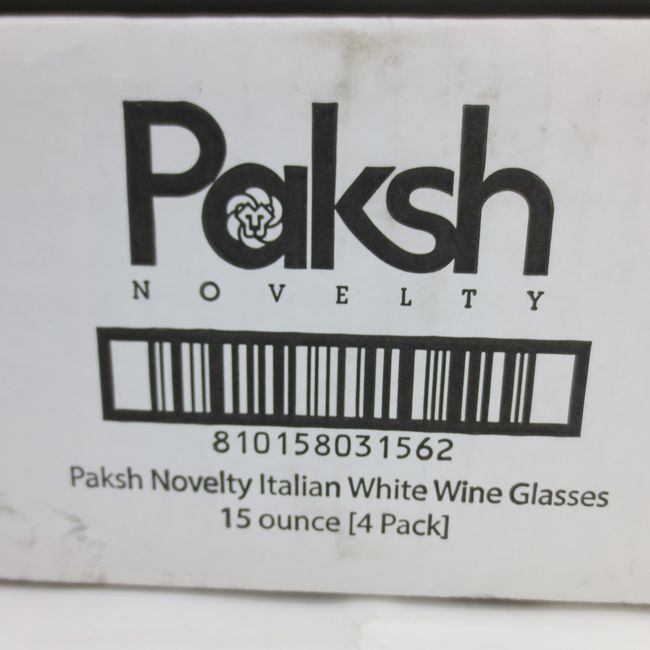 Paksh
NOVELTY
810158031562
Paksh Novelty Italian White Wine Glasses
15 ounce [4 Pack]